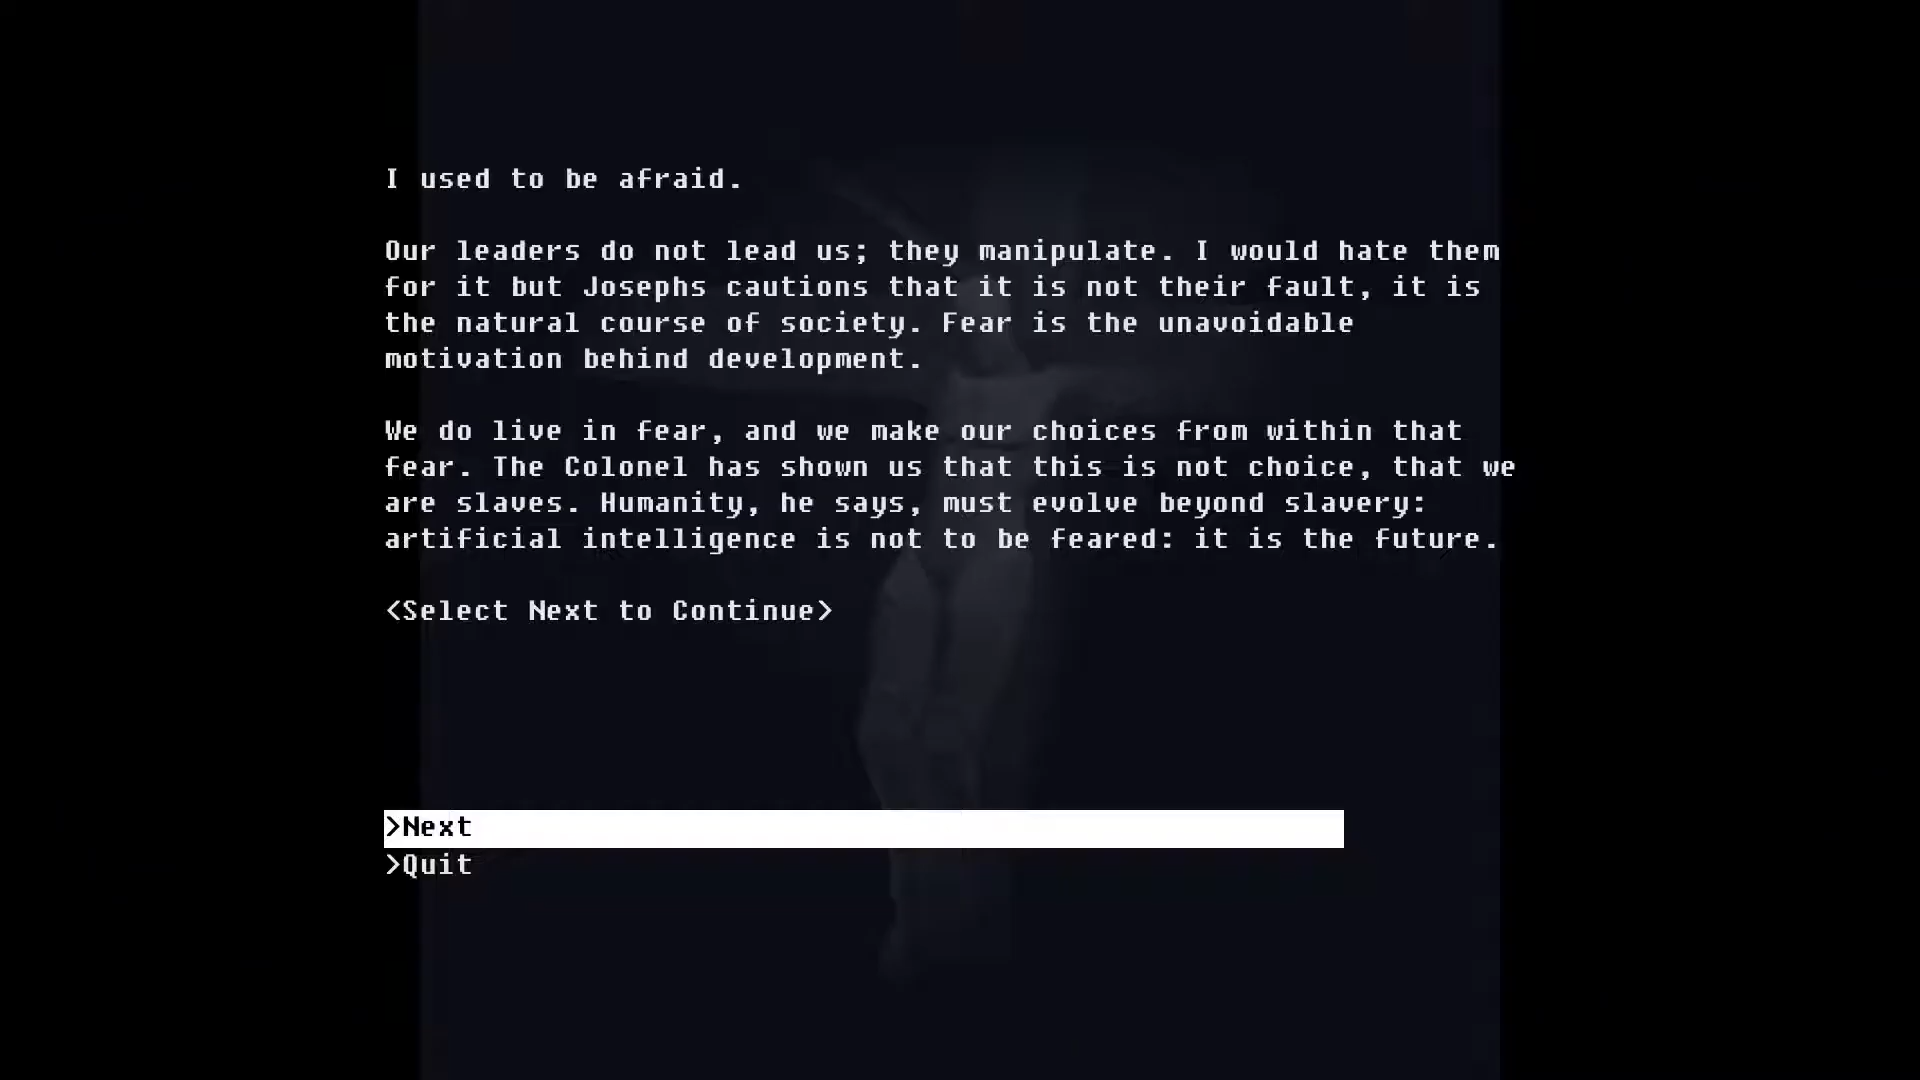 I used to be afraid.
Our leaders do not lead us; they manipulate. I would hate them
for it but Josephs cautions that it is not their fault, it is
the natural course of society. Fear is the unavoidable
motivation behind development.
We do live in fear, and we make our choices from within that
fear. The Colonel has shown us that this is not choice, that we
are slaves. Humanity, he says, must evolve beyond slavery:
artificial intelligence is not to be feared: it is the future.
<Select Next to Continue>
>Next
>Quit